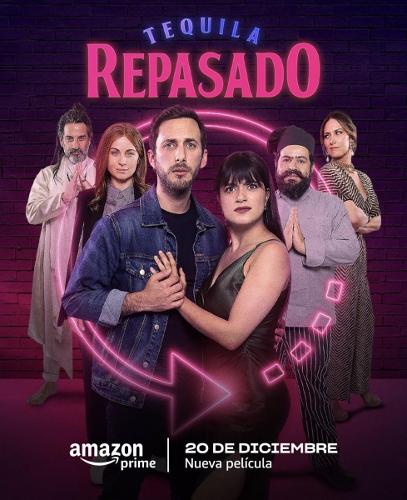 TEQUILA
REPASADO
amazon prime
20 DE DICIEMBRE
Nueva película